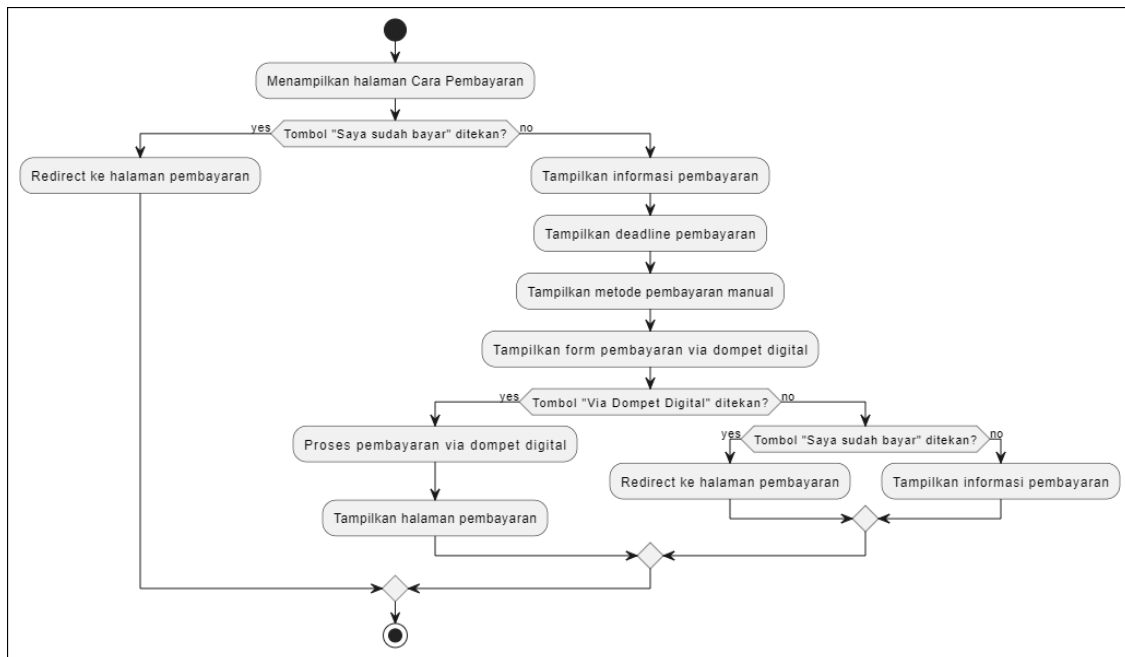 Menampilkan halaman Cara Pembayaran
yes
Tombol "Saya sudah bayar" ditekan?
no
Redirect ke halaman pembayaran
Tampilkan informasi pembayaran
Tampilkan deadline pembayaran
Tampilkan metode pembayaran manual
Tampilkan form pembayaran via dompet digital
yes
Tombol "Via Dompet Digital" ditekan?
no
Proses pembayaran via dompet digital
yes
Tombol "Saya sudah bayar" ditekan?
no
Redirect ke halaman pembayaran
Tampilkan informasi pembayaran
Tampilkan halaman pembayaran